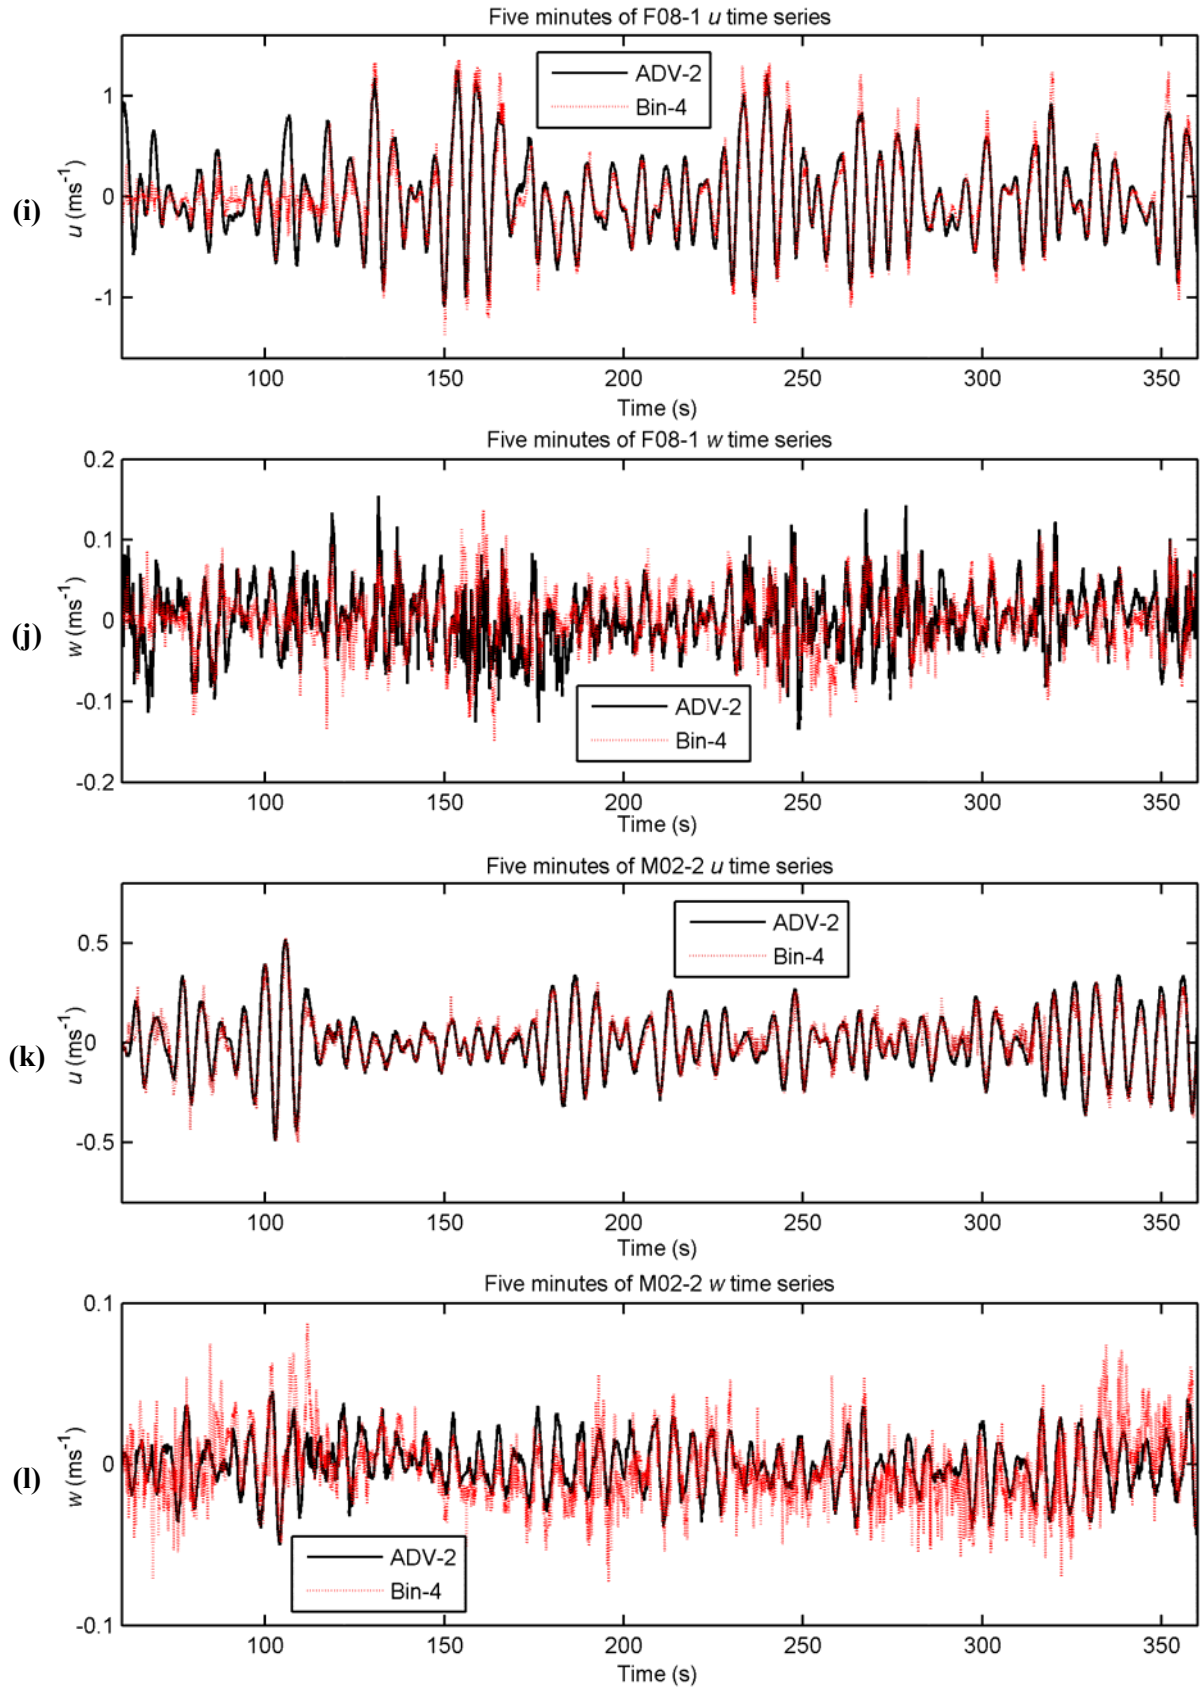 Five minutes of F08-1 u time series
ADV-2
Bin-4
1
0
-1
u (ms⁻¹)
(i)
100 150 200 250 300 350
Time (s)
Five minutes of F08-1 w time series
0.2
0.1
0
-0.1
-0.2
w (ms⁻¹)
(j)
ADV-2
Bin-4
100 150 200 250 300 350
Time (s)
Five minutes of M02-2 u time series
ADV-2
Bin-4
0.5
0
-0.5
u (ms⁻¹)
(k)
100 150 200 250 300 350
Time (s)
Five minutes of M02-2 w time series
0.1
0
-0.1
w (ms⁻¹)
(l)
ADV-2
Bin-4
100 150 200 250 300 350
Time (s)